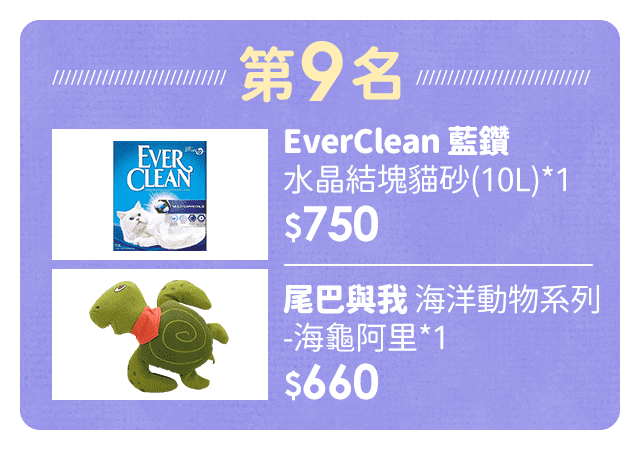 第9名
EVER
CLEAN
EverClean 藍鑽
水晶結塊貓砂(10L)*1
$750
尾巴與我 海洋動物系列
-海龜阿里*1
$660